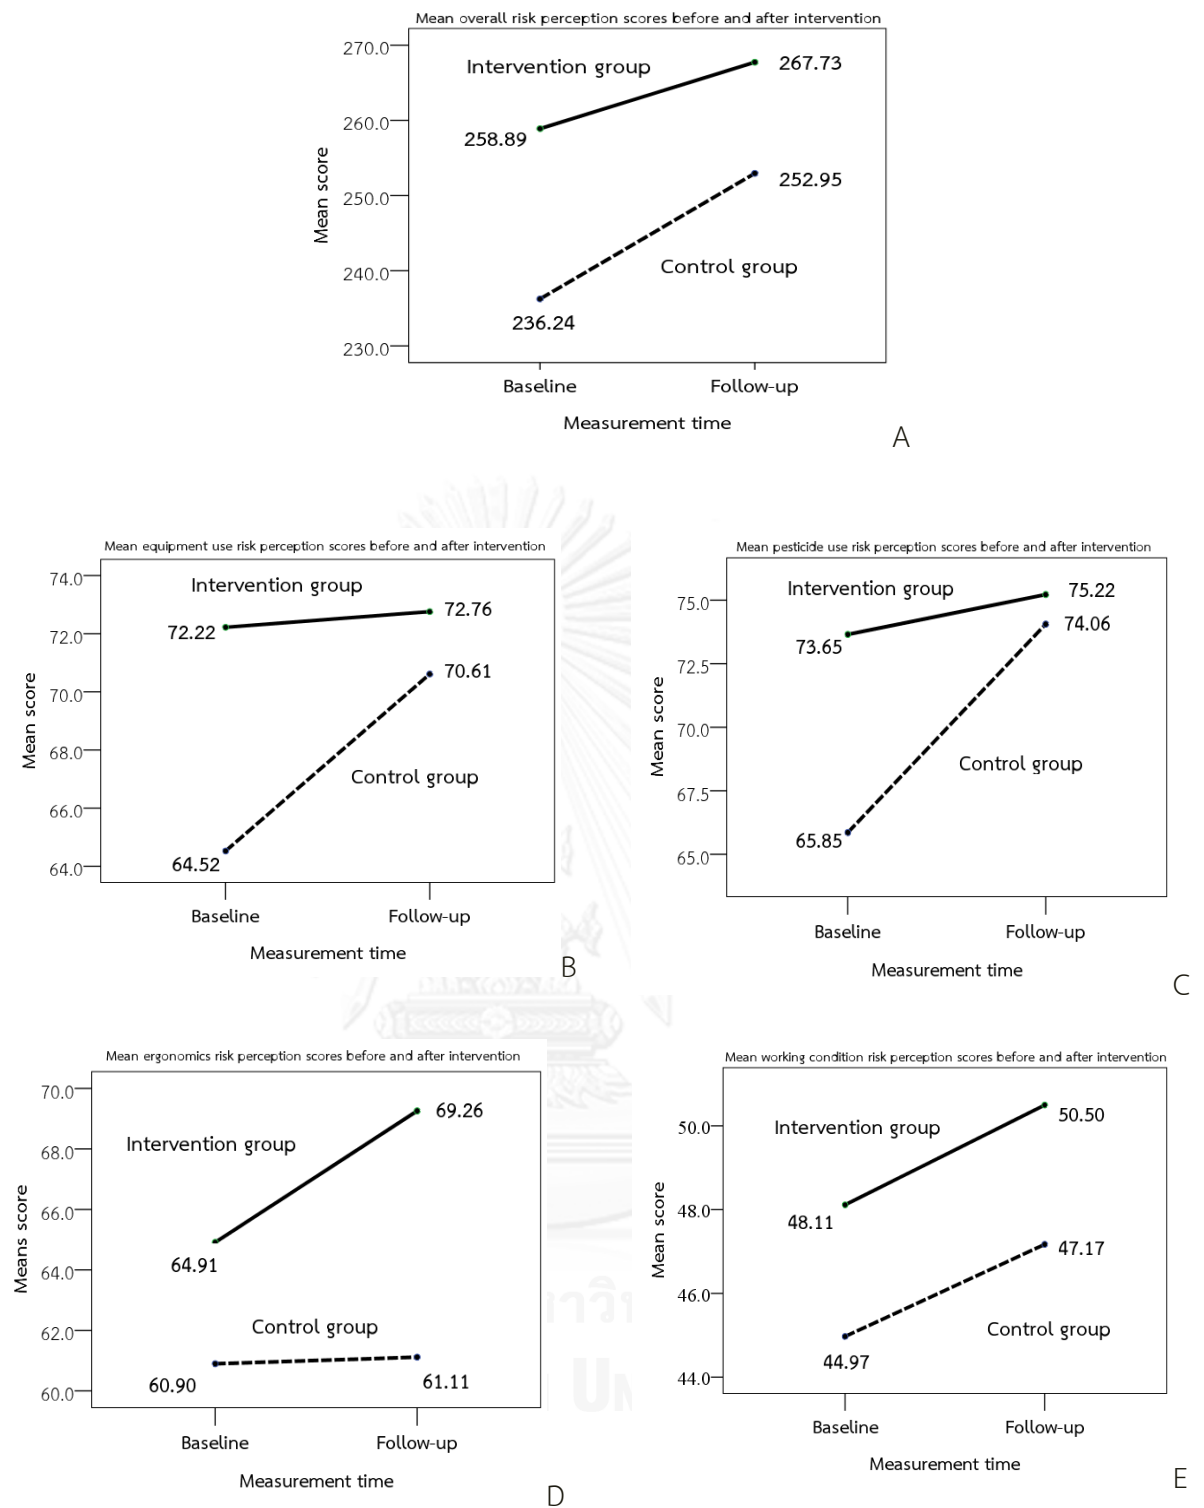 Mean overall risk perception scores before and after intervention
270.0
260.0
250.0
240.0
230.0
Mean score
Intervention group
267.73
258.89
252.95
Control group
236.24
Baseline
Follow-up
Measurement time
A
Mean equipment use risk perception scores before and after intervention
74.0
72.0
70.0
68.0
66.0
64.0
Mean score
Intervention group
72.76
72.22
70.61
Control group
64.52
Baseline
Follow-up
Measurement time
B
Mean pesticide use risk perception scores before and after intervention
75.0
72.5
70.0
67.5
65.0
Mean score
Intervention group
75.22
74.06
73.65
Control group
65.85
Baseline
Follow-up
Measurement time
C
Mean ergonomics risk perception scores before and after intervention
70.0
68.0
66.0
64.0
62.0
60.0
Means score
69.26
Intervention group
64.91
Control group
60.90
61.11
Baseline
Follow-up
Measurement time
D
Mean working condition risk perception scores before and after intervention
50.0
48.0
46.0
44.0
Mean score
Intervention group
50.50
48.11
47.17
Control group
44.97
Baseline
Follow-up
Measurement time
E